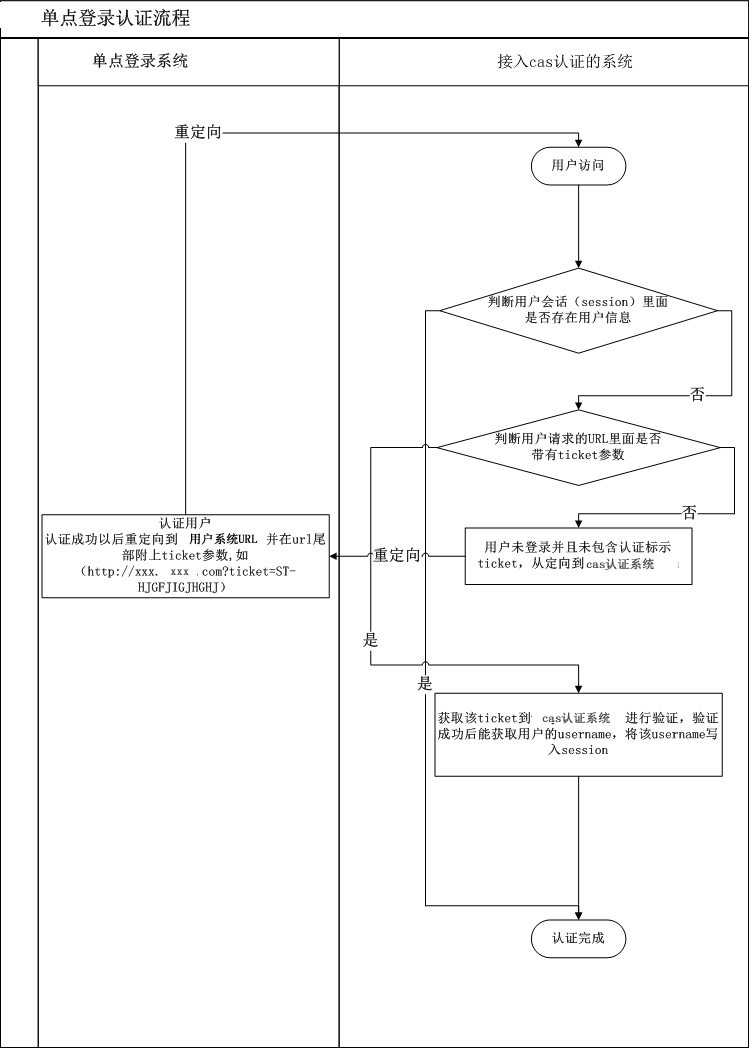 单点登录认证流程
单点登录系统
接入cas认证的系统
重定向
用户访问
判断用户会话（session）里面
是否存在用户信息
否
判断用户请求的URL里面是否
带有ticket参数
否
认证用户
认证成功以后重定向到 用户系统URL 并在url尾
部附上ticket参数,如
（http://xxx. xxx .com?ticket=ST-
HJGFJIGJHGHJ）
重定向
用户未登录并且未包含认证标示
ticket，从定向到cas认证系统
是
是
获取该ticket到 cas认证系统 进行验证，验证
成功后能获取用户的username，将该username写
入session
认证完成